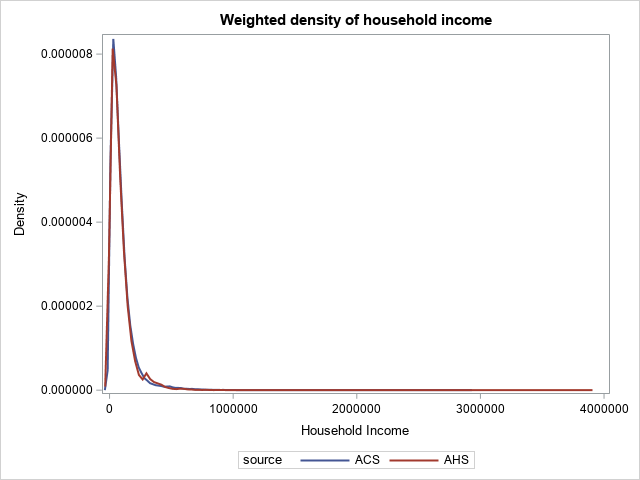 Weighted density of household income
0.000008
0.000006
0.000004
0.000002
0.000000
Density
0 1000000 2000000 3000000 4000000
Household Income
source ACS AHS